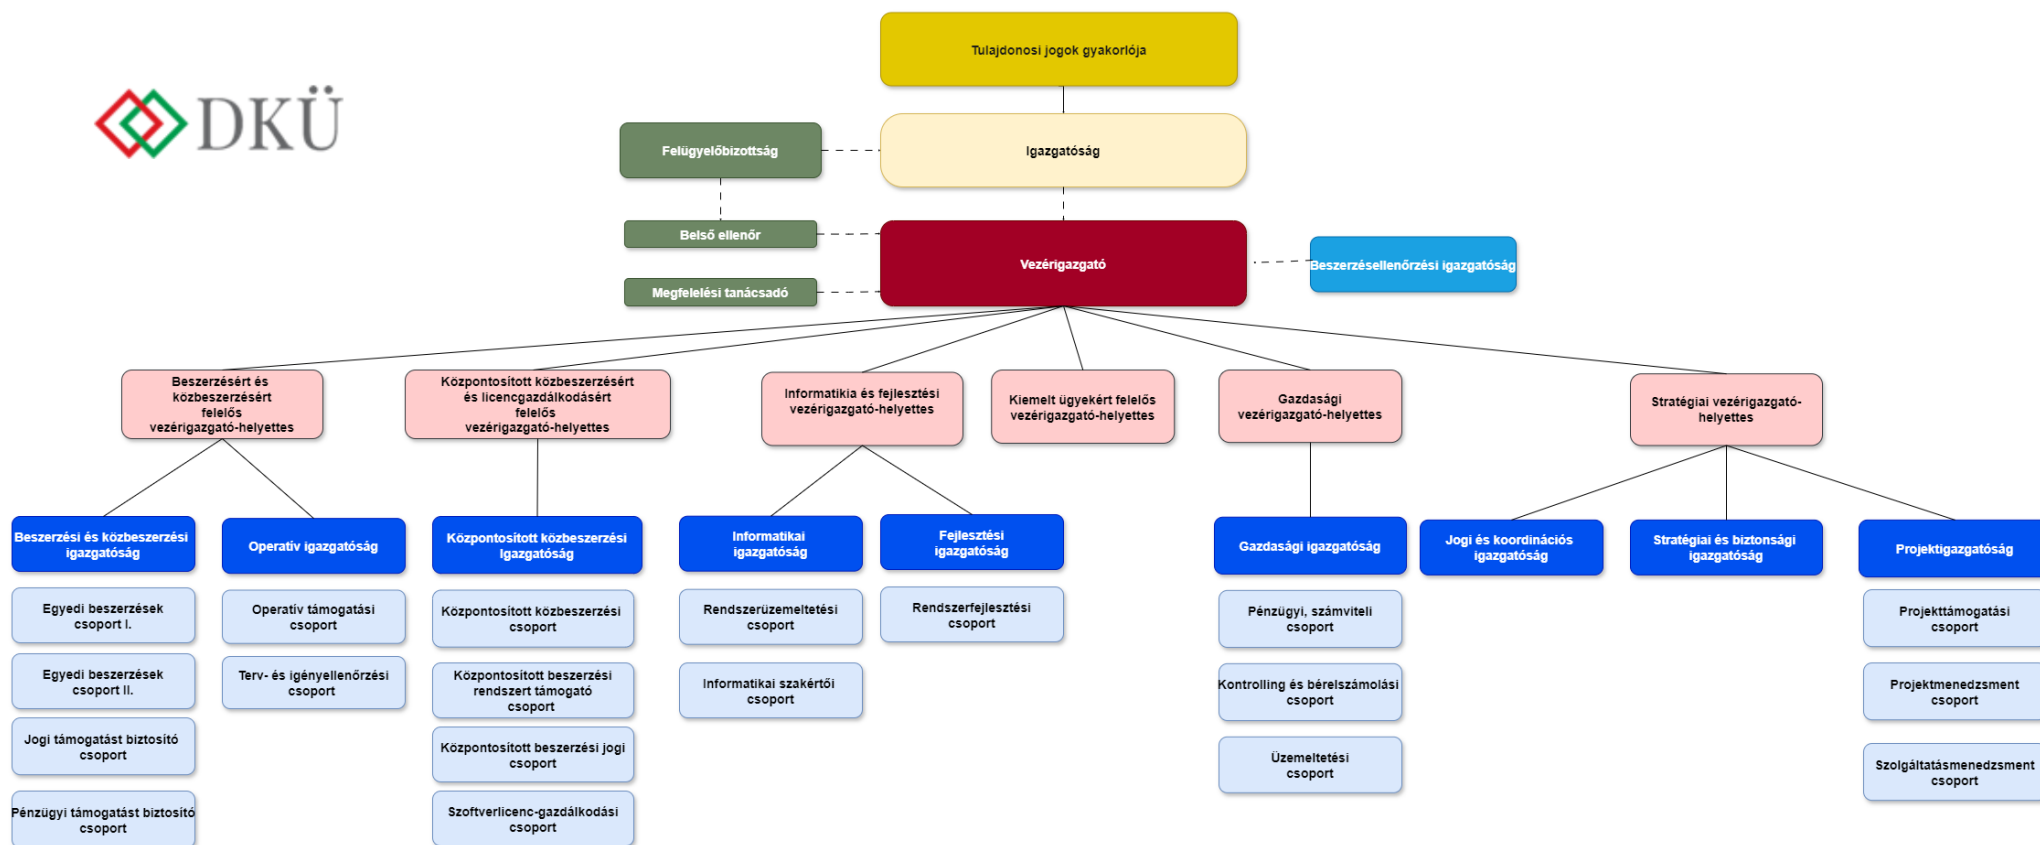 DKÜ
Tulajdonosi jogok gyakorlója
Felügyelőbizottság
Igazgatóság
Belső ellenőr
Vezérigazgató
Beszerzésellenőrzési igazgatóság
Megfelelési tanácsadó
Beszerzésért és
közbeszerzésért
felelős
vezérigazgató-helyettes
Központosított közbeszerzésért
és licencgazdálkodásért
felelős
vezérigazgató-helyettes
Informatikia és fejlesztési
vezérigazgató-helyettes
Kiemelt ügyekért felelős
vezérigazgató-helyettes
Gazdasági
vezérigazgató-helyettes
Stratégiai vezérigazgató-
helyettes
Beszerzési és közbeszerzési
igazgatóság
Operatív igazgatóság
Központosított közbeszerzési
Igazgatóság
Informatikai
igazgatóság
Fejlesztési
igazgatóság
Gazdasági igazgatóság
Jogi és koordinációs
igazgatóság
Stratégiai és biztonsági
igazgatóság
Projektigazgatóság
Egyedi beszerzések
csoport I.
Operatív támogatási
csoport
Központosított közbeszerzési
csoport
Rendszerüzemeltetési
csoport
Rendszerfejlesztési
csoport
Pénzügyi, számviteli
csoport
Projekttámogatási
csoport
Egyedi beszerzések
csoport II.
Terv- és igényellenőrzési
csoport
Központosított beszerzési
rendszert támogató
csoport
Informatikai szakértői
csoport
Kontrolling és bérelszámolási
csoport
Projektmenedzsment
csoport
Jogi támogatást biztosító
csoport
Központosított beszerzési jogi
csoport
Üzemeltetési
csoport
Szolgáltatásmenedzsment
csoport
Pénzügyi támogatást biztosító
csoport
Szoftverlicenc-gazdálkodási
csoport